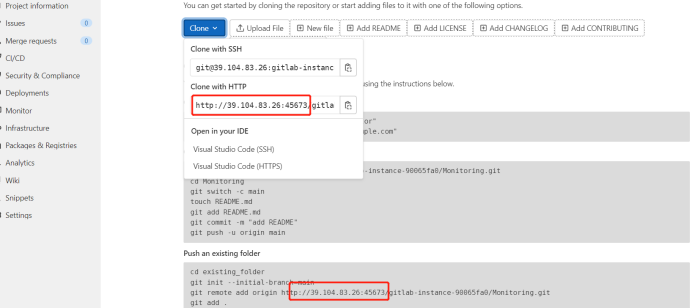 Project information
Issues 0
Merge requests 0
CI/CD
Security & Compliance
Deployments
Monitor
Infrastructure
Packages & Registries
Analytics
Wiki
Snippets
Settings
You can get started by cloning the repository or start adding files to it with one of the following options.
Clone
Upload File
New file
Add README
Add LICENSE
Add CHANGELOG
Add CONTRIBUTING
Clone with SSH
git@39.104.83.26:gitlab-instanc
Clone with HTTP
http://39.104.83.26:45673/gitla
Open in your IDE
Visual Studio Code (SSH)
Visual Studio Code (HTTPS)
using the instructions below.
or"
ple.com"
-instance-90065fa0/Monitoring.git
cd Monitoring
git switch -c main
touch README.md
git add README.md
git commit -m "add README"
git push -u origin main
Push an existing folder
cd existing_folder
git init --initial-branch=main
git remote add origin http://39.104.83.26:45673/gitlab-instance-90065fa0/Monitoring.git
git add .